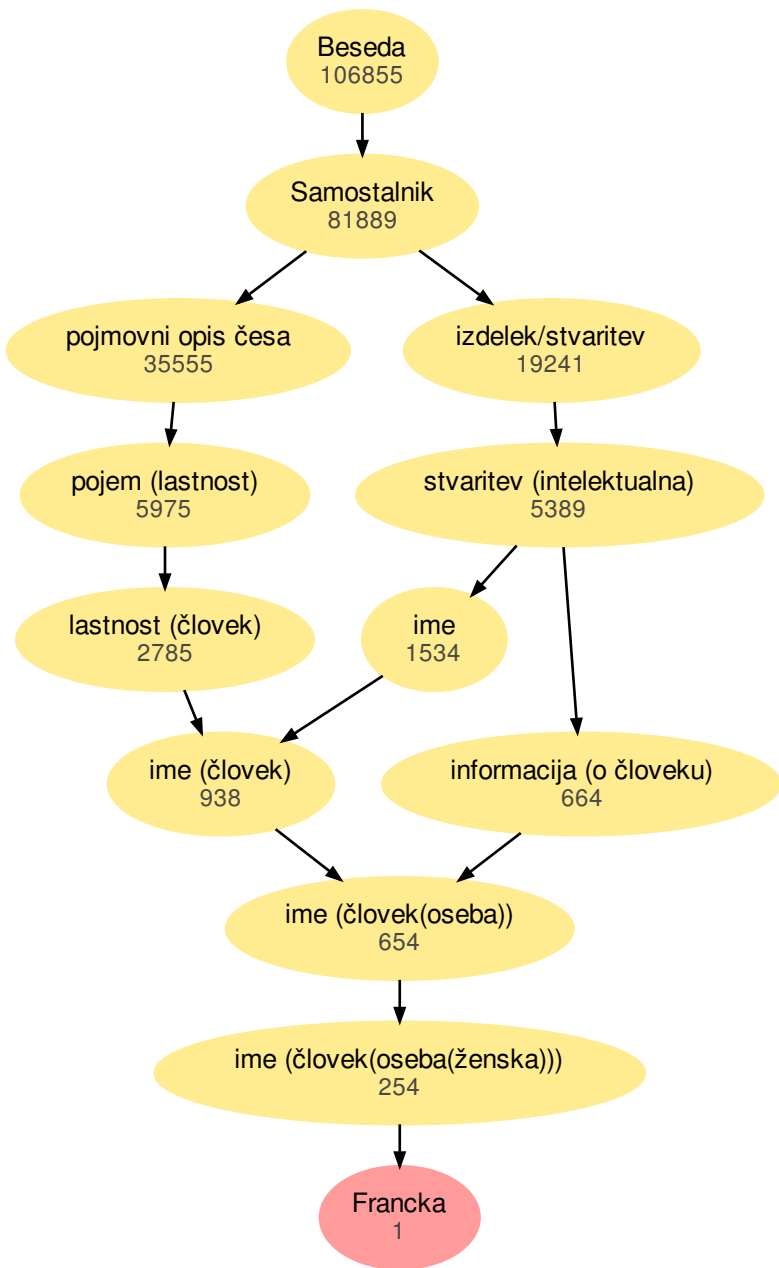 Beseda
106855
Samostalnik
81889
pojmovni opis česa
35555
izdelek/stvaritev
19241
pojem (lastnost)
5975
stvaritev (intelektualna)
5389
lastnost (človek)
2785
ime
1534
ime (človek)
938
informacija (o človeku)
664
ime (človek(oseba))
654
ime (človek(oseba(ženska)))
254
Francka
1